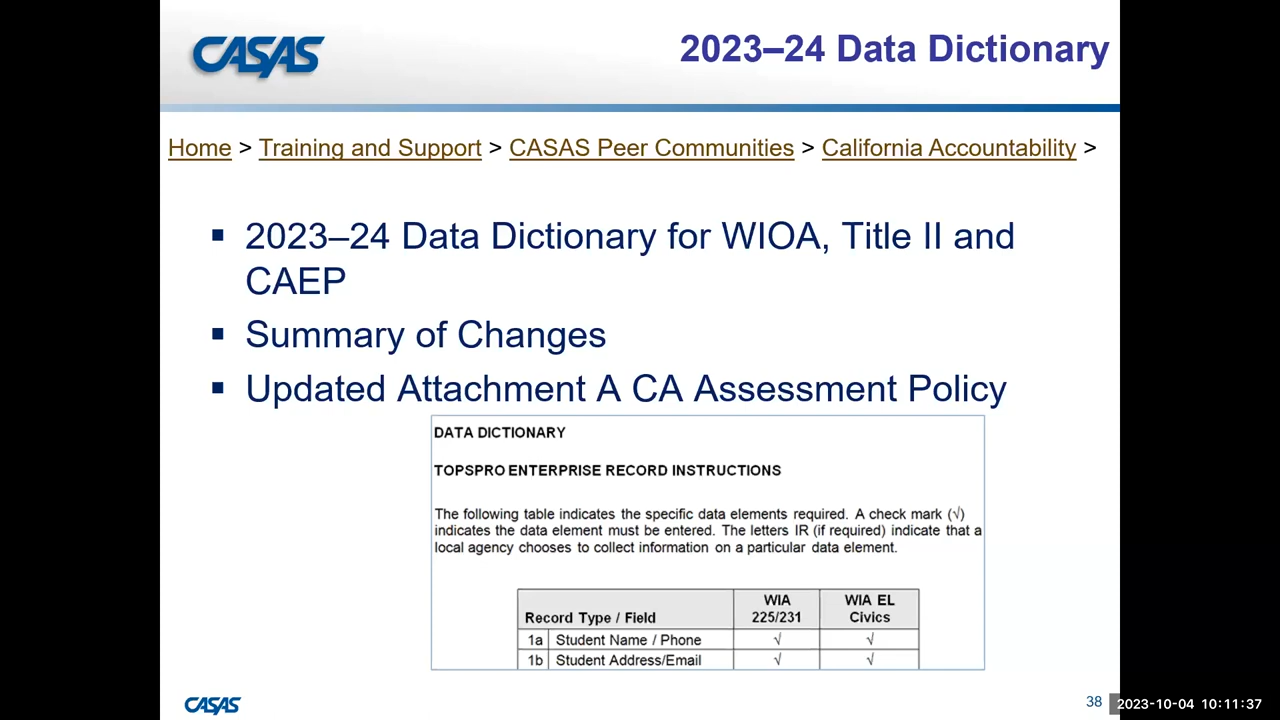 CASAS
2023–24 Data Dictionary
Home > Training and Support > CASAS Peer Communities > California Accountability >
▪ 2023–24 Data Dictionary for WIOA, Title II and
CAEP
▪ Summary of Changes
▪ Updated Attachment A CA Assessment Policy
DATA DICTIONARY
TOPSPRO ENTERPRISE RECORD INSTRUCTIONS
The following table indicates the specific data elements required. A check mark (√)
indicates the data element must be entered. The letters IR (if required) indicate that a
local agency chooses to collect information on a particular data element.
Record Type / Field WIA 225/231 WIA EL Civics
1a Student Name / Phone √ √
1b Student Address/Email √ √
CASAS
38
2023-10-04 10:11:37